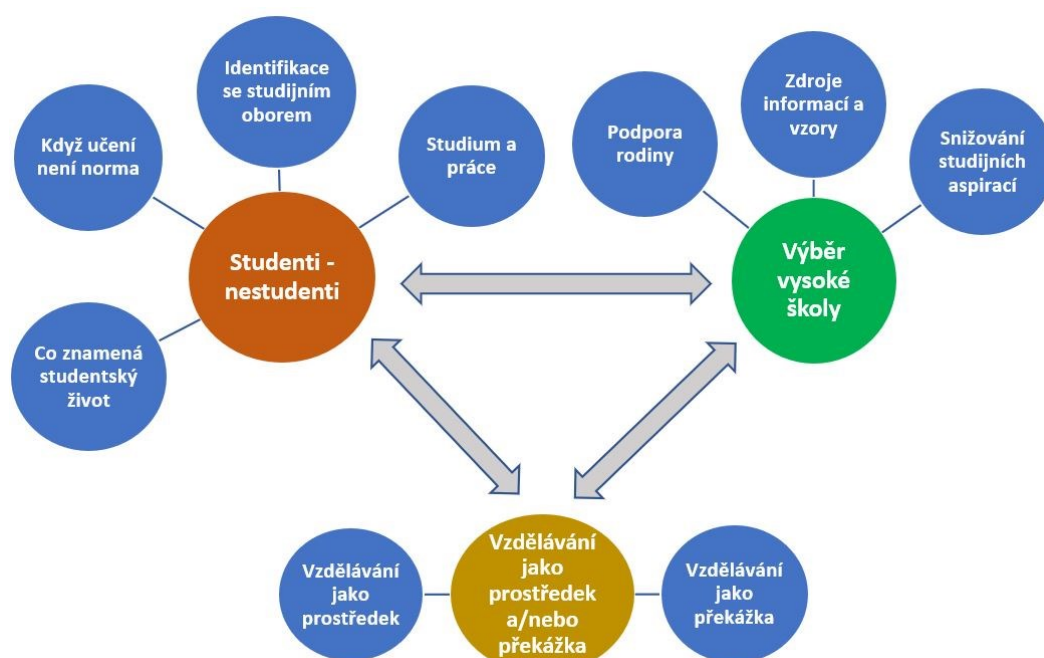 Identifikace
se studijním
oborem
Když učení
není norma
Studium a
práce
Studenti -
nestudenti
Co znamená
studentský
život
Podpora
rodiny
Zdroje
informací a
vzory
Snižování
studijních
aspirací
Výběr
vysoké
školy
Vzdělávání
jako
prostředek
Vzdělávání
jako
prostředek
a/nebo
překážka
Vzdělávání
jako
překážka